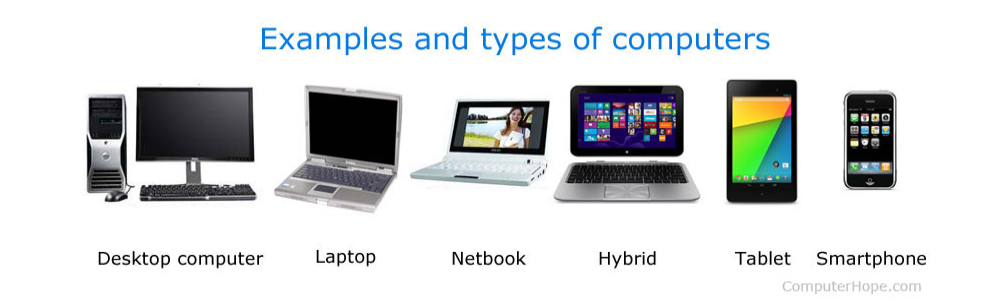 Examples and types of computers
Desktop computer
Laptop
Netbook
Hybrid
Tablet
Smartphone
ComputerHope.com